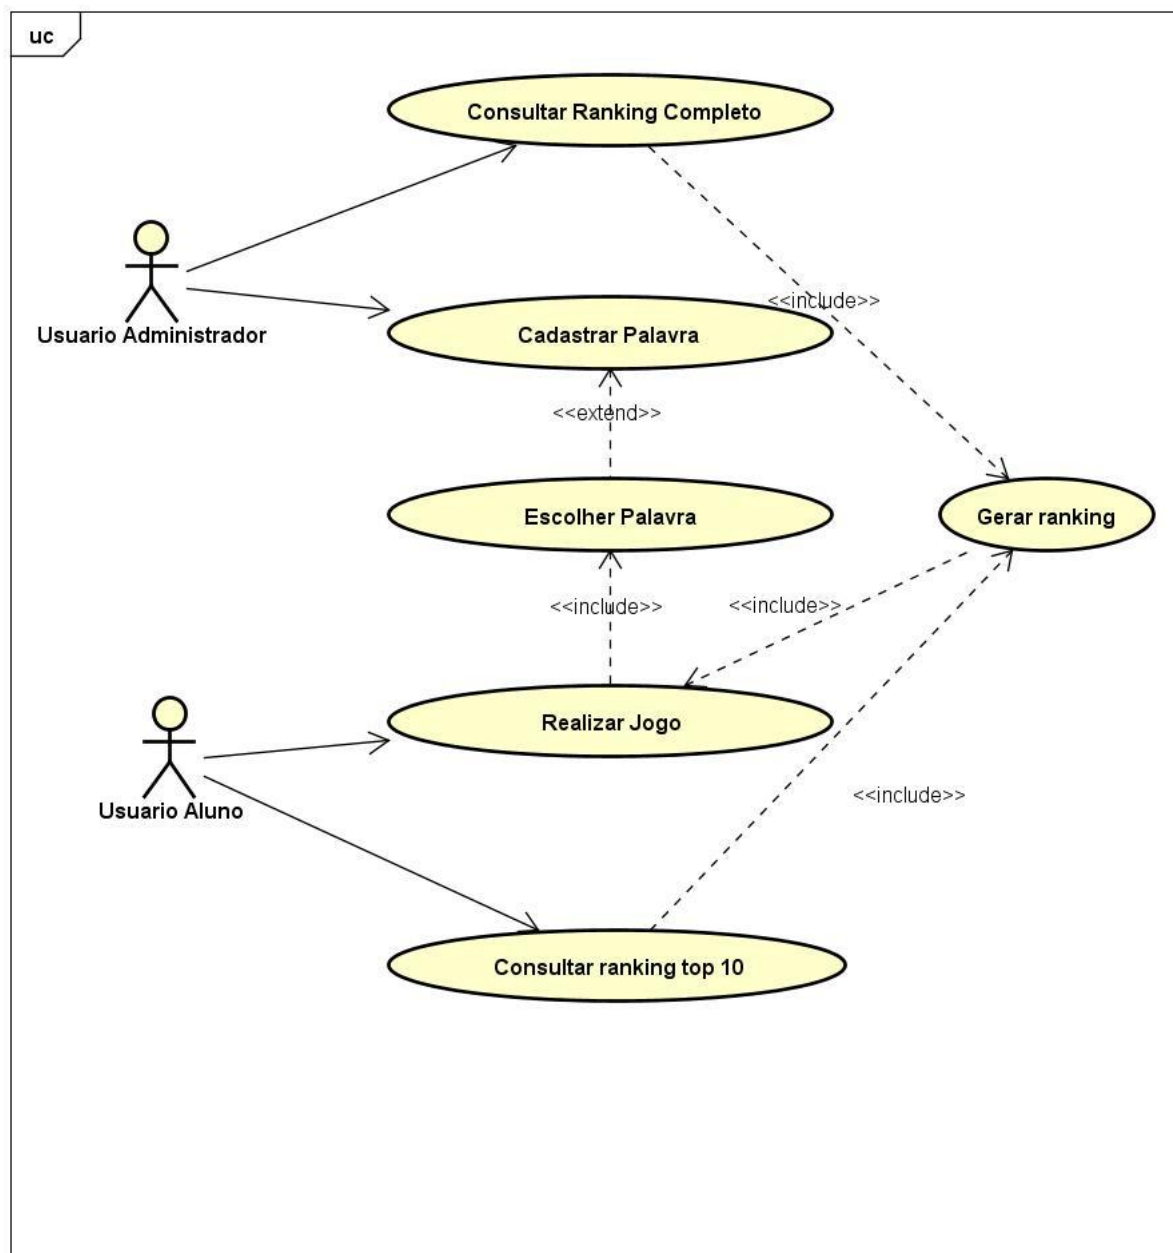 uc
Consultar Ranking Completo
<<include>>
Usuario Administrador
Cadastrar Palavra
<<extend>>
Escolher Palavra
Gerar ranking
<<include>>
<<include>>
Realizar Jogo
<<include>>
Usuario Aluno
Consultar ranking top 10